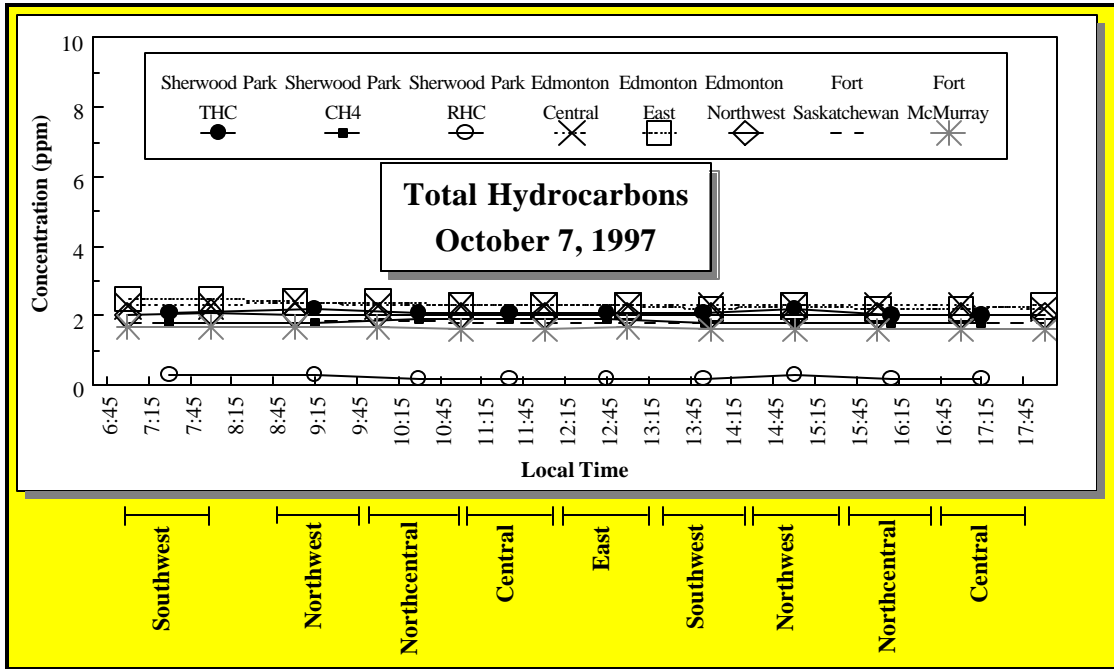 10
8
6
4
2
0
Concentration (ppm)
Sherwood Park Sherwood Park Sherwood Park Edmonton Edmonton Edmonton Fort Fort
THC CH4 RHC Central East Northwest Saskatchewan McMurray
Total Hydrocarbons
October 7, 1997
6:45 7:15 7:45 8:15 8:45 9:15 9:45 10:15 10:45 11:15 11:45 12:15 12:45 13:15 13:45 14:15 14:45 15:15 15:45 16:15 16:45 17:15 17:45
Local Time
Southwest Northwest Northcentral Central East Southwest Northwest Northcentral Central